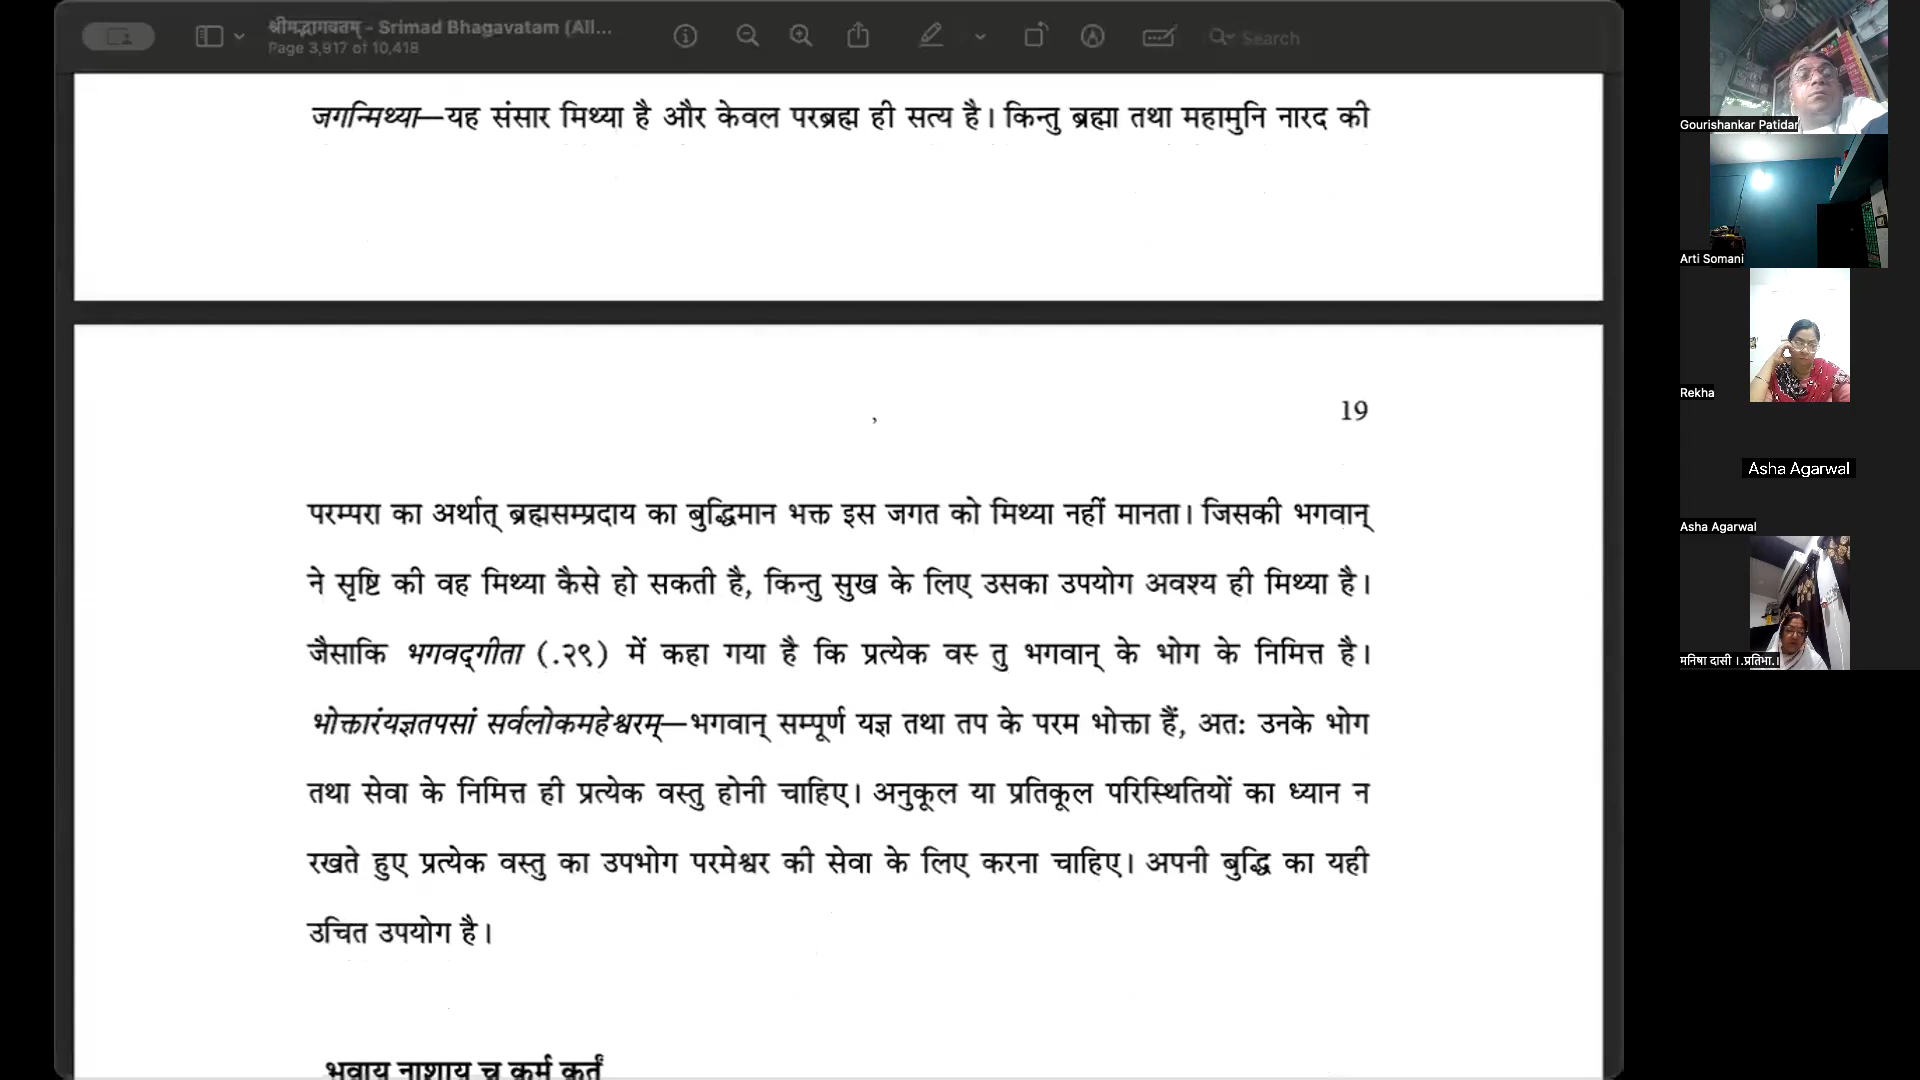 श्रीमद्भागवतम् - Srimad Bhagavatam (All...
Page 3,917 of 10,418
Search
जगन्मिथ्या—यह संसार मिथ्या है और केवल परब्रह्म ही सत्य है। किन्तु ब्रह्मा तथा महामुनि नारद की
19
परम्परा का अर्थात् ब्रह्मसम्प्रदाय का बुद्धिमान भक्त इस जगत को मिथ्या नहीं मानता। जिसकी भगवान्
ने सृष्टि की वह मिथ्या कैसे हो सकती है, किन्तु सुख के लिए उसका उपयोग अवश्य ही मिथ्या है।
जैसाकि भगवद्गीता (.२९) में कहा गया है कि प्रत्येक वस् तु भगवान् के भोग के निमित्त है।
भोक्तारंयज्ञतपसां सर्वलोकमहेश्वरम्—भगवान् सम्पूर्ण यज्ञ तथा तप के परम भोक्ता हैं, अतः उनके भोग
तथा सेवा के निमित्त ही प्रत्येक वस्तु होनी चाहिए। अनुकूल या प्रतिकूल परिस्थितियों का ध्यान न
रखते हुए प्रत्येक वस्तु का उपभोग परमेश्वर की सेवा के लिए करना चाहिए। अपनी बुद्धि का यही
उचित उपयोग है।
भवाय नाशाय च कर्म कर्तुं
Gourishankar Patidar
Arti Somani
Rekha
Asha Agarwal
Asha Agarwal
मनिषा दासी ।.प्रतिभा.।